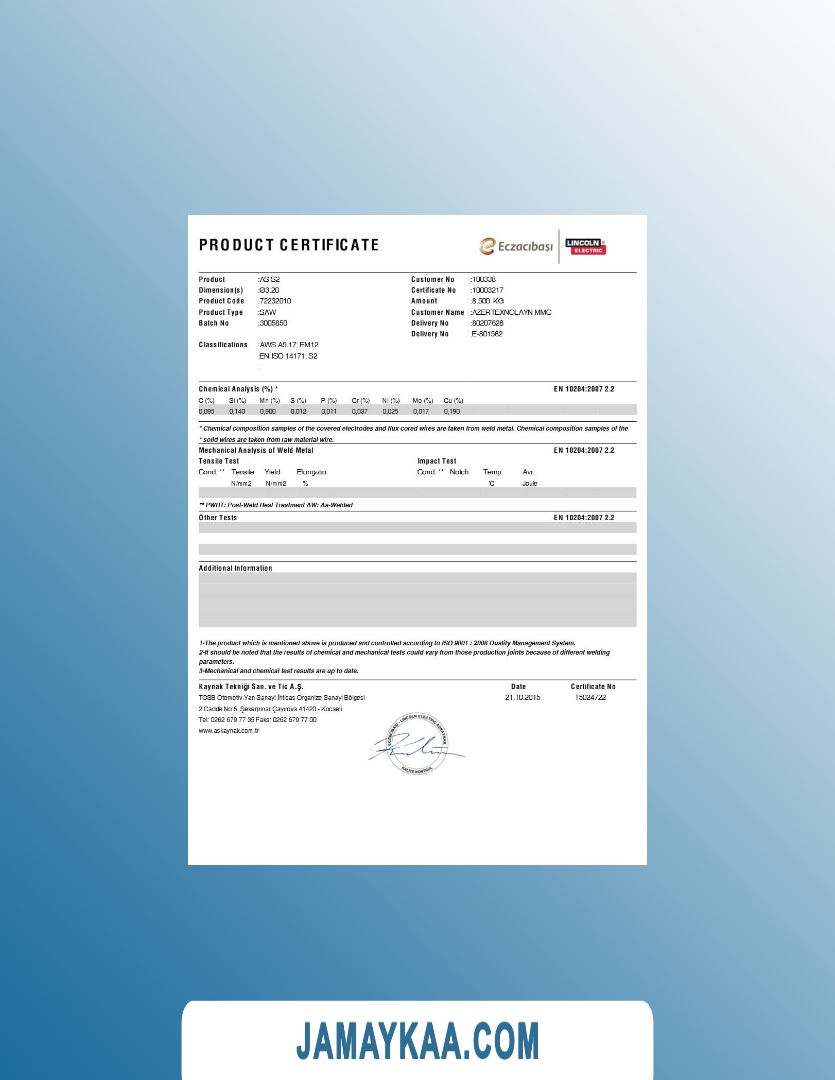 PRODUCT CERTIFICATE
Eczacıbaşı
LINCOLN ELECTRIC
Product :AS S2 Customer No :100338
Dimension(s) :Ø3.20 Certificate No :10003217
Product Code :72232010 Amount :8,500 KG
Product Type :SAW Customer Name :AZERTEXNOLAYN MMC
Batch No :3005850 Delivery No :80207628
Delivery No :E-801582
Classifications :AWS A5.17: EM12
:EN ISO 14171: S2
:
Chemical Analysis (%) * EN 10204:2007 2.2
C (%) Si (%) Mn (%) S (%) P (%) Cr (%) Ni (%) Mo (%) Cu (%)
0,095 0,140 0,900 0,012 0,011 0,037 0,025 0,017 0,190
* Chemical composition samples of the covered electrodes and flux cored wires are taken from weld metal. Chemical composition samples of the
* solid wires are taken from raw material wire.
Mechanical Analysis of Weld Metal EN 10204:2007 2.2
Tensile Test Impact Test
Cond. ** Tensile Yield Elongatio Cond. ** Notch Temp. Avr.
N/mm2 N/mm2 % °C Joule
** PWHT: Post-Weld Heat Treatment AW: As-Welded
Other Tests EN 10204:2007 2.2
Additional Information
1-The product which is mentioned above is produced and controlled according to ISO 9001 : 2008 Quality Management System.
2-It should be noted that the results of chemical and mechanical tests could vary from those production joints because of different welding
parameters.
3-Mechanical and chemical test results are up to date.
Kaynak Tekniği San. ve Tic A.Ş. Date Certificate No
TOSB Otomotiv Yan Sanayi İhtisas Organize Sanayi Bölgesi 21.10.2015 15024722
2.Cadde No:5, Şekerpınar Çayırova 41420 - Kocaeli
Tel: 0262 679 77 35 Faks: 0262 679 77 00
www.askaynak.com.tr
KALİTE KONTROL
JAMAYKAA.COM